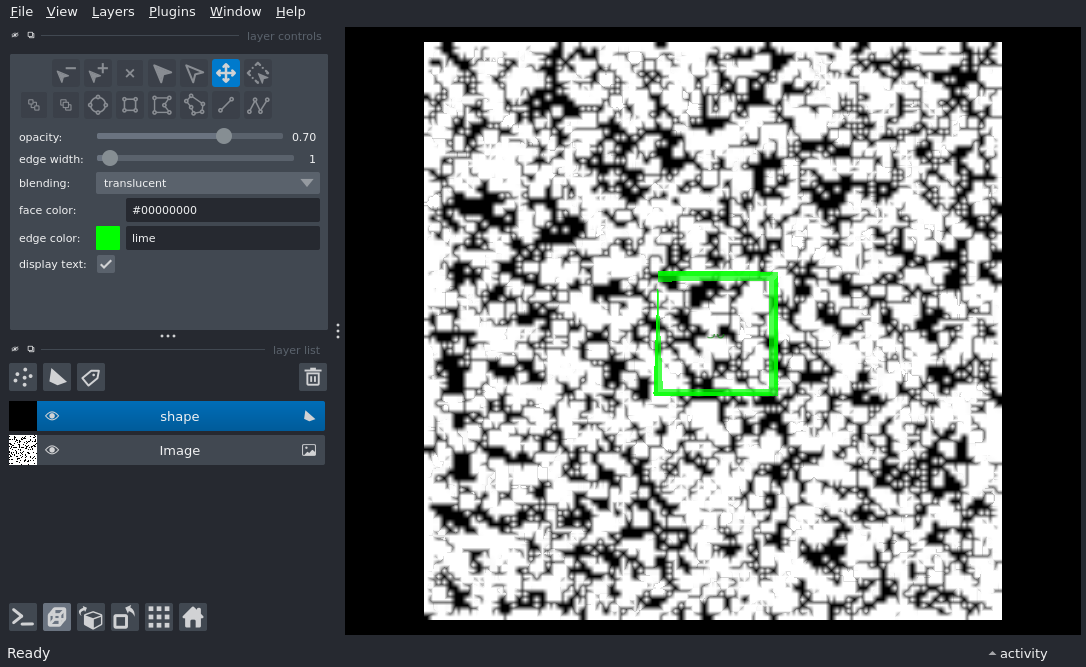 File View Layers Plugins Window Help
layer controls
opacity: 0.70
edge width: 1
blending: translucent
face color: #00000000
edge color: lime
display text:
layer list
shape
Image
Ready
activity